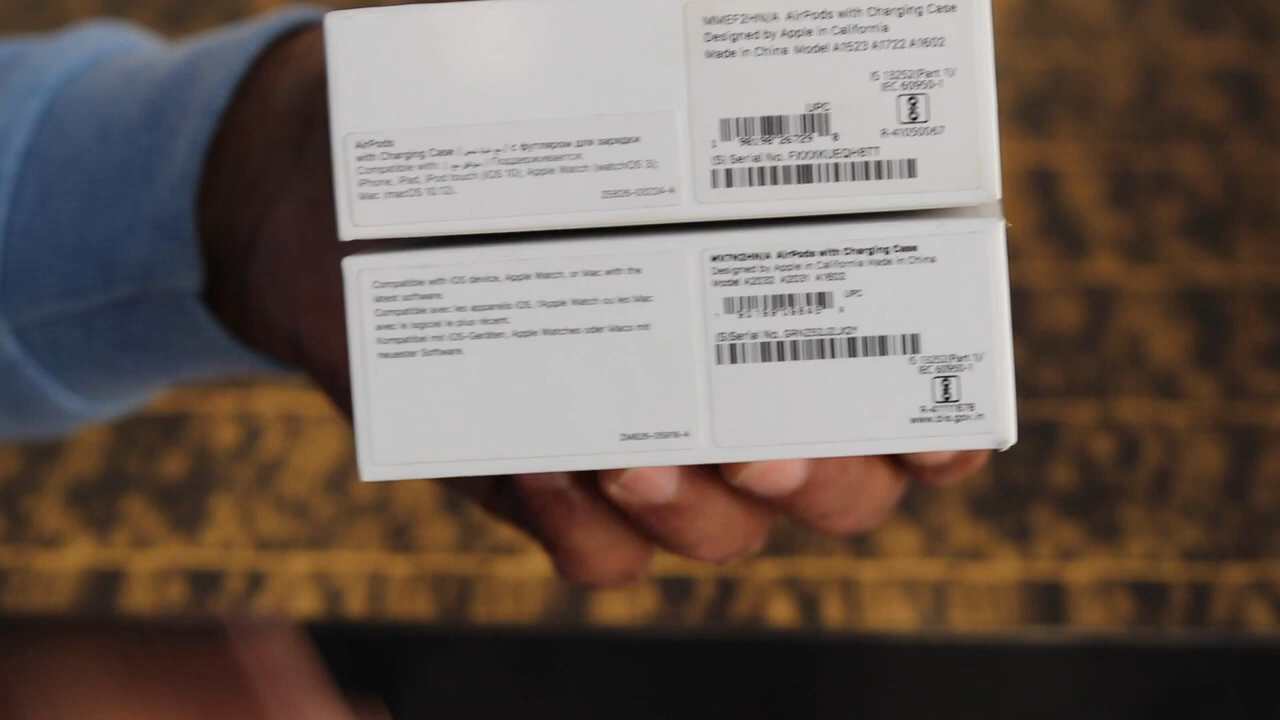 MMEF2HN/A AirPods with Charging Case
Designed by Apple in California
Made in China Model A1523 A1722 A1602
IS 13252(Part 1)/
IEC 60950-1
UPC
R-41050067
(S) Serial No.
AirPods
with Charging Case / с футляром для зарядки
Compatible with / Поддерживается
iPhone, iPad, iPod touch (iOS 10); Apple Watch (watchOS 3);
Mac (macOS 10.12).
Compatible with iOS device, Apple Watch, or Mac with the
latest software.
Compatible avec les appareils iOS, l'Apple Watch ou les Mac
avec le logiciel le plus récent.
Kompatibel mit iOS-Geräten, Apple Watches oder Macs mit
neuester Software.
MV7N2HN/A AirPods with Charging Case
Designed by Apple in California Made in China
Model A2032 A2031 A1602
UPC
(S) Serial No.
IS 13252(Part 1)/
IEC 60950-1
www.bis.gov.in